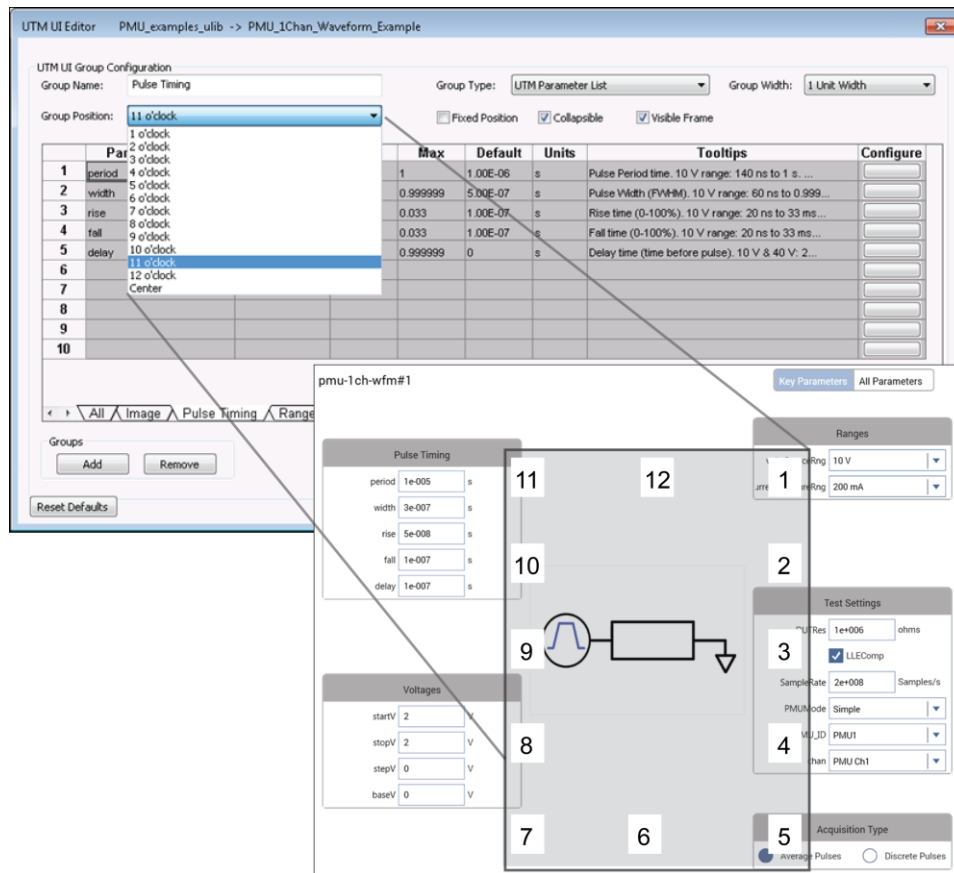 UTM UI Editor PMU_examples_ulib -> PMU_1Chan_Waveform_Example
UTM UI Group Configuration
Group Name: Pulse Timing Group Type: UTM Parameter List Group Width: 1 Unit Width
Group Position: 11 o'clock Fixed Position Collapsible Visible Frame
1 o'clock
2 o'clock
3 o'clock
4 o'clock
5 o'clock
6 o'clock
7 o'clock
8 o'clock
9 o'clock
10 o'clock
11 o'clock
12 o'clock
Center
Max Default Units Tooltips Configure
1 period 1 1.00E-06 s Pulse Period time. 10 V range: 140 ns to 1 s. ...
2 width 0.999999 5.00E-07 s Pulse Width (FWHM). 10 V range: 60 ns to 0.999...
3 rise 0.033 1.00E-07 s Rise time (0-100%). 10 V range: 20 ns to 33 ms...
4 fall 0.033 1.00E-07 s Fall time (0-100%). 10 V range: 20 ns to 33 ms...
5 delay 0.999999 0 s Delay time (time before pulse). 10 V & 40 V: 2...
6
7
8
9
10
All Image Pulse Timing Range
Groups
Add Remove
Reset Defaults
pmu-1ch-wfm#1 Key Parameters All Parameters
Pulse Timing
period 1e-005 s
width 3e-007 s
rise 5e-008 s
fall 1e-007 s
delay 1e-007 s
Voltages
startV 2 V
stopV 2 V
stepV 0 V
baseV 0 V
11 12 1
10 2
9 3
8 4
7 6 5
Ranges
10 V
200 mA
Test Settings
1e+006 ohms
LLEComp
SampleRate 2e+008 Samples/s
PMUMode Simple
PMU1
PMU Ch1
Acquisition Type
Average Pulses Discrete Pulses